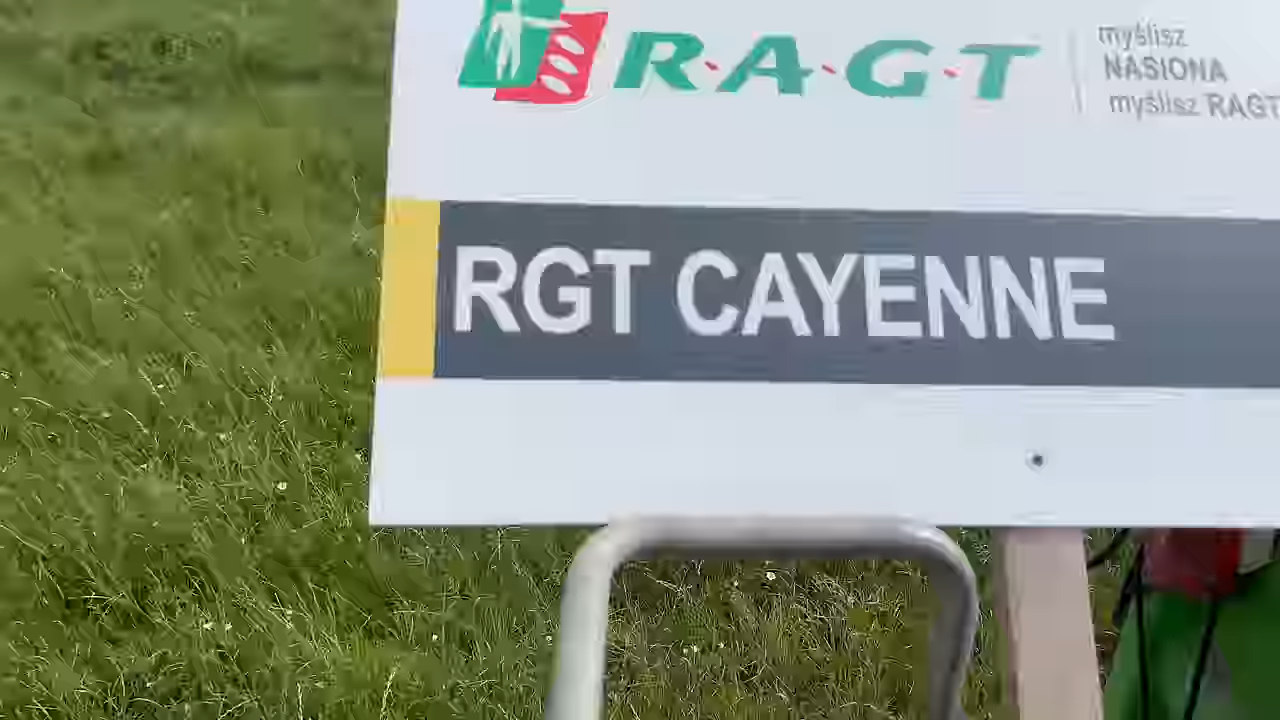 R·A·G·T
myślisz
NASIONA
myślisz RAGT
RGT CAYENNE